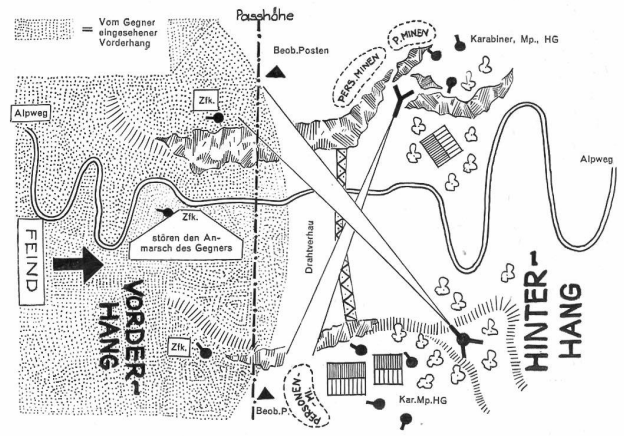 = Vom Gegner
eingesehener
Vorderhang
Passhöhe
Beob.Posten
P. MINEN
PERS. MINEN
Karabiner, Mp., HG
Zfk.
Alpweg
Alpweg
Zfk.
stören den An-
marsch des Gegners
Drahtverhau
FEIND
VORDER-
HANG
HINTER-
HANG
Zfk.
Beob.P.
PERSONEN
-MI.
Kar.Mp.HG